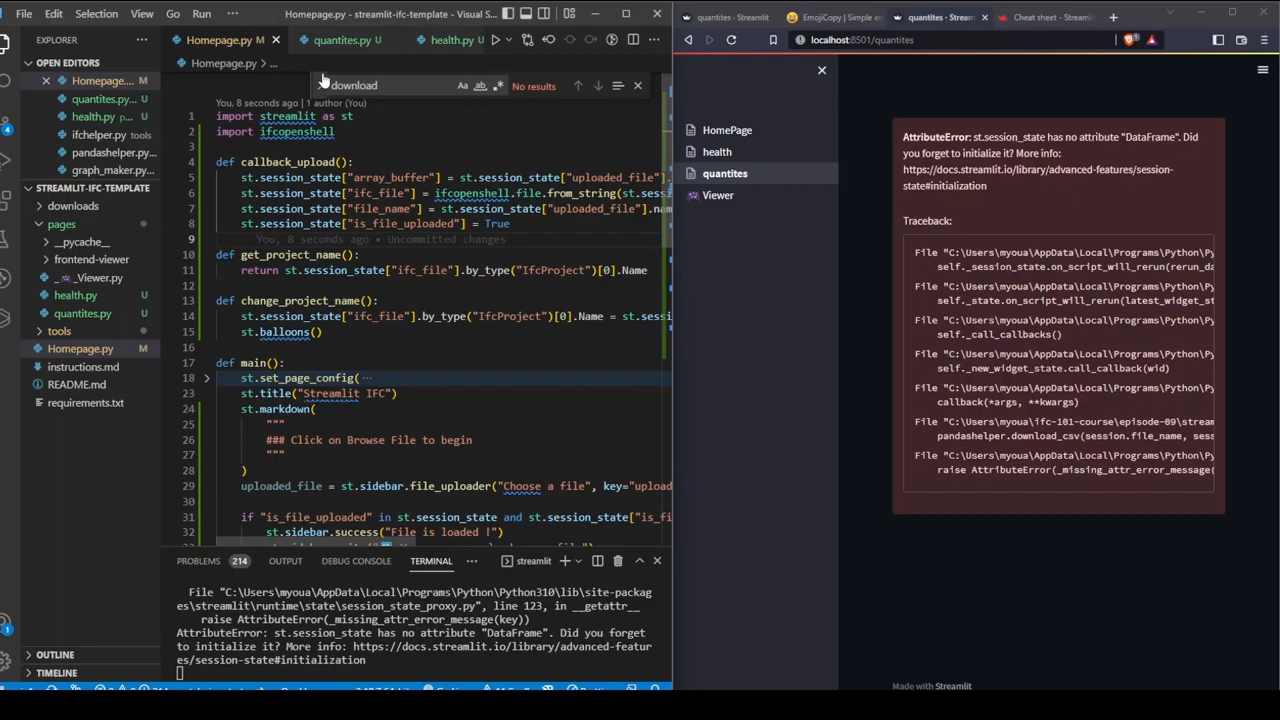 File Edit Selection View Go Run Homepage.py - streamlit-ifc-template - Visual S...
EXPLORER
OPEN EDITORS
Homepage.... M
quantites.py... U
health.py p... U
ifchelper.py tools
pandashelper.py...
graph_maker.py...
STREAMLIT-IFC-TEMPLATE
downloads
pages
__pycache__
frontend-viewer
_Viewer.py
health.py U
quantites.py U
tools
Homepage.py M
instructions.md
README.md
requirements.txt
OUTLINE
TIMELINE
Homepage.py M quantites.py U health.py U
Homepage.py > ...
download Aa ab No results
You, 8 seconds ago | 1 author (You)
1 import streamlit as st
2 import ifcopenshell
3
4 def callback_upload():
5 st.session_state["array_buffer"] = st.session_state["uploaded_file"].
6 st.session_state["ifc_file"] = ifcopenshell.file.from_string(st.sessi
7 st.session_state["file_name"] = st.session_state["uploaded_file"].nam
8 st.session_state["is_file_uploaded"] = True
9 You, 8 seconds ago • Uncommitted changes
10 def get_project_name():
11 return st.session_state["ifc_file"].by_type("IfcProject")[0].Name
12
13 def change_project_name():
14 st.session_state["ifc_file"].by_type("IfcProject")[0].Name = st.sess
15 st.balloons()
16
17 def main():
18 st.set_page_config( ...
23 st.title("Streamlit IFC")
24 st.markdown(
25 """
26 ### Click on Browse File to begin
27 """
28 )
29 uploaded_file = st.sidebar.file_uploader("Choose a file", key="upload
30
31 if "is_file_uploaded" in st.session_state and st.session_state["is_fi
32 st.sidebar.success("File is loaded !")
PROBLEMS 214 OUTPUT DEBUG CONSOLE TERMINAL ... streamlit
File "C:\Users\myoua\AppData\Local\Programs\Python\Python310\lib\site-packag
es\streamlit\runtime\state\session_state_proxy.py", line 123, in __getattr__
raise AttributeError(_missing_attr_error_message(key))
AttributeError: st.session_state has no attribute "DataFrame". Did you forget
to initialize it? More info: https://docs.streamlit.io/library/advanced-featur
es/session-state#initialization
quantites · Streamlit EmojiCopy | Simple e quantites · Stream Cheat sheet - Streamlit
localhost:8501/quantites
HomePage
health
quantites
Viewer
AttributeError: st.session_state has no attribute "DataFrame". Did
you forget to initialize it? More info:
https://docs.streamlit.io/library/advanced-features/session-
state#initialization
Traceback:
File "C:\Users\myoua\AppData\Local\Programs\Python\Py
self._session_state.on_script_will_rerun(rerun_da
File "C:\Users\myoua\AppData\Local\Programs\Python\Py
self._state.on_script_will_rerun(latest_widget_st
File "C:\Users\myoua\AppData\Local\Programs\Python\Py
self._call_callbacks()
File "C:\Users\myoua\AppData\Local\Programs\Python\Py
self._new_widget_state.call_callback(wid)
File "C:\Users\myoua\AppData\Local\Programs\Python\Py
callback(*args, **kwargs)
File "C:\Users\myoua\ifc-101-course\episode-09\stream
pandashelper.download_csv(session.file_name, sess
File "C:\Users\myoua\AppData\Local\Programs\Python\Py
raise AttributeError(_missing_attr_error_message(
Made with Streamlit